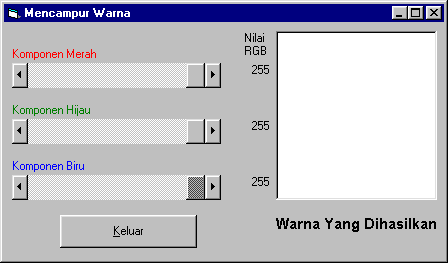 Mencampur Warna
Nilai
RGB
Komponen Merah
255
Komponen Hijau
255
Komponen Biru
255
Keluar
Warna Yang Dihasilkan